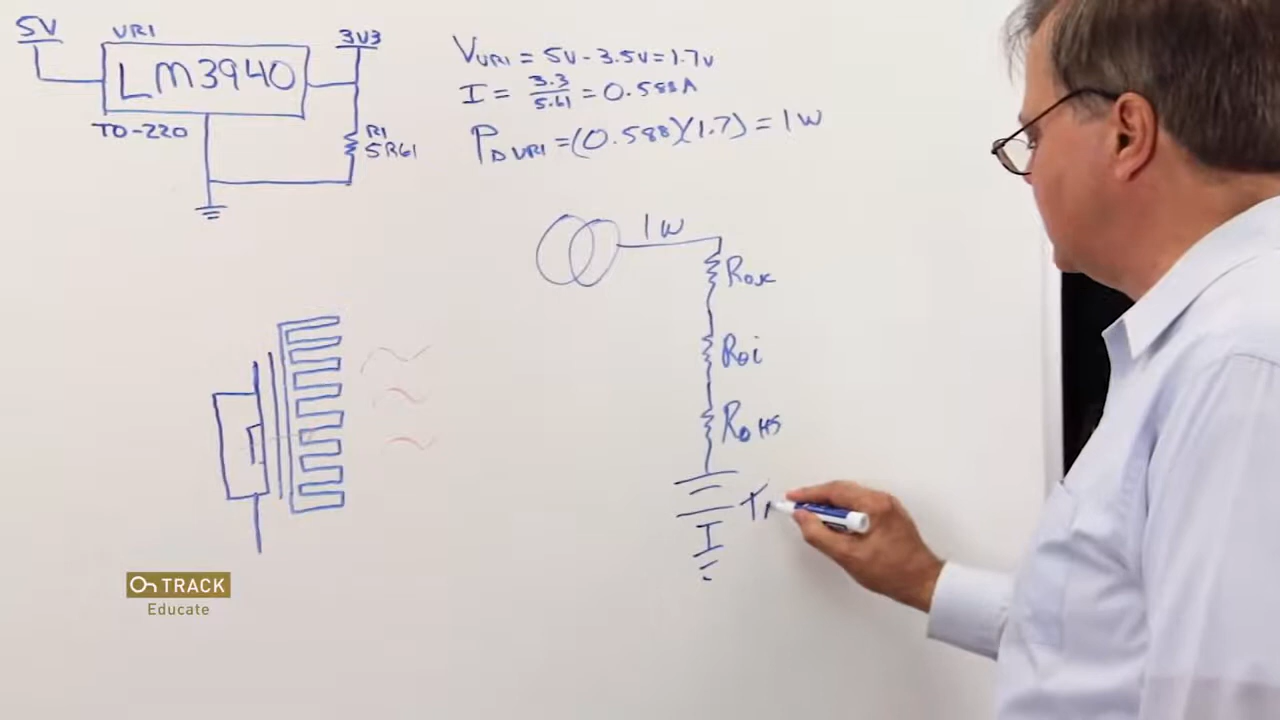 5V
VR1
LM3940
TO-220
3V3
R1
5R61
VVR1 = 5V - 3.5V = 1.7V
I = 3.3/5.61 = 0.588A
PD VR1 = (0.588)(1.7) = 1W
1W
RθJC
Rθi
RθHS
On TRACK
Educate